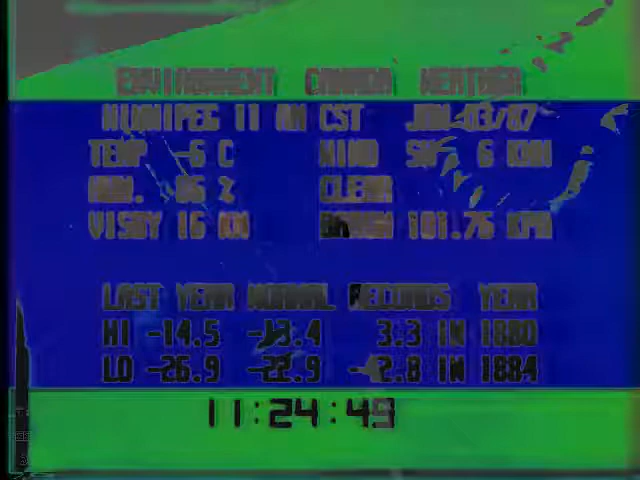 ENVIRONMENT CANADA WEATHER
WINNIPEG 11 AM CST JAN 03/87
TEMP -6 C WIND SW 6 KMH
HUM. 86 % CLEAR
VISBY 16 KM 101.76 KPA
LAST YEAR NORMAL RECORDS YEAR
HI -14.5 -13.4 3.3 IN 1880
LO -26.9 -22.9 IN 1884
11:24:49